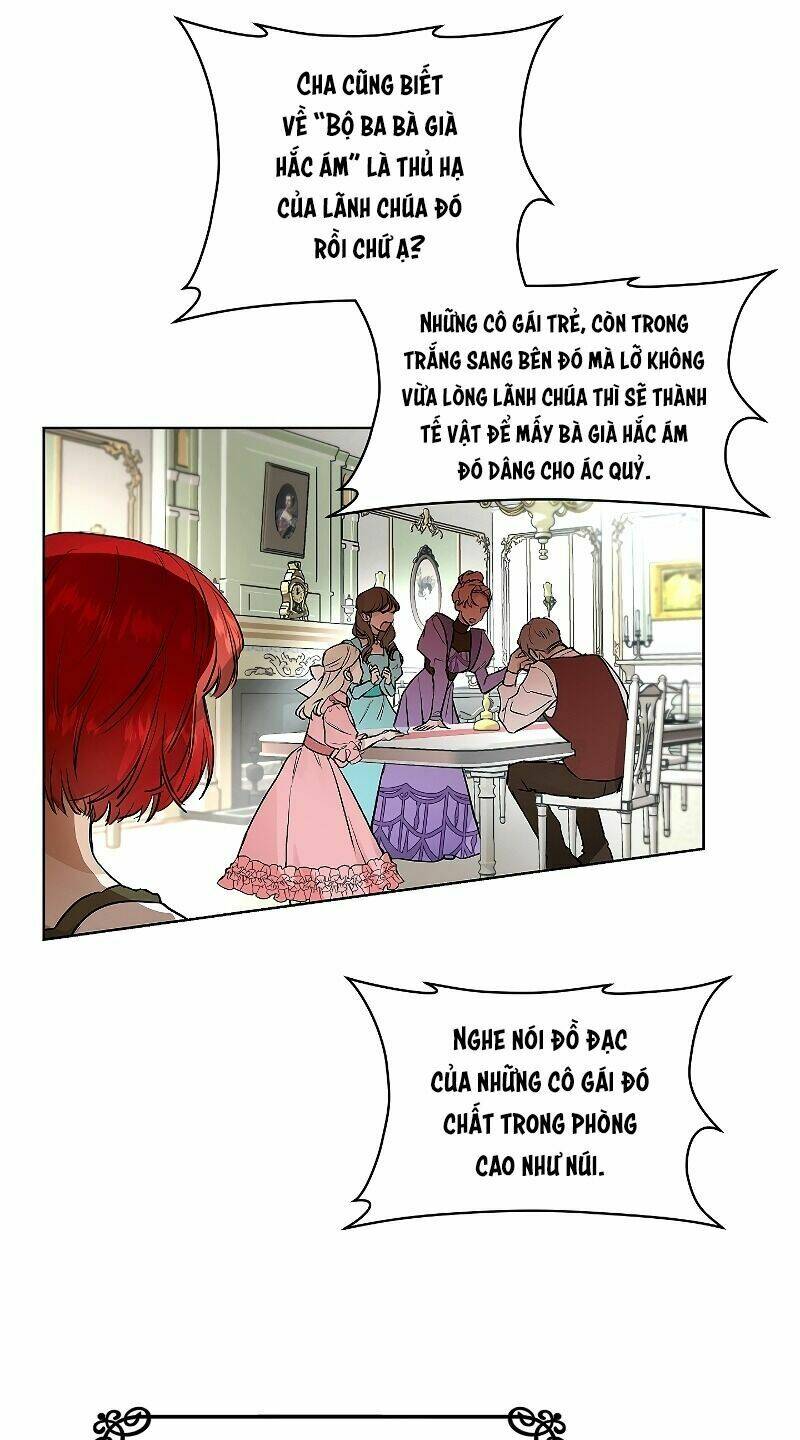 CHA CŨNG BIẾT
VỀ "BỘ BA BÀ GIÀ
HẮC ÁM" LÀ THỦ HẠ
CỦA LÃNH CHÚA ĐÓ
RỒI CHỨ Ạ?
NHỮNG CÔ GÁI TRẺ, CÒN TRONG
TRẮNG SANG BÊN ĐÓ MÀ LỠ KHÔNG
VỪA LÒNG LÃNH CHÚA THÌ SẼ THÀNH
TẾ VẬT ĐỂ MẤY BÀ GIÀ HẮC ÁM
ĐÓ DÂNG CHO ÁC QUỶ.
NGHE NÓI ĐỒ ĐẠC
CỦA NHỮNG CÔ GÁI ĐÓ
CHẤT TRONG PHÒNG
CAO NHƯ NÚI.